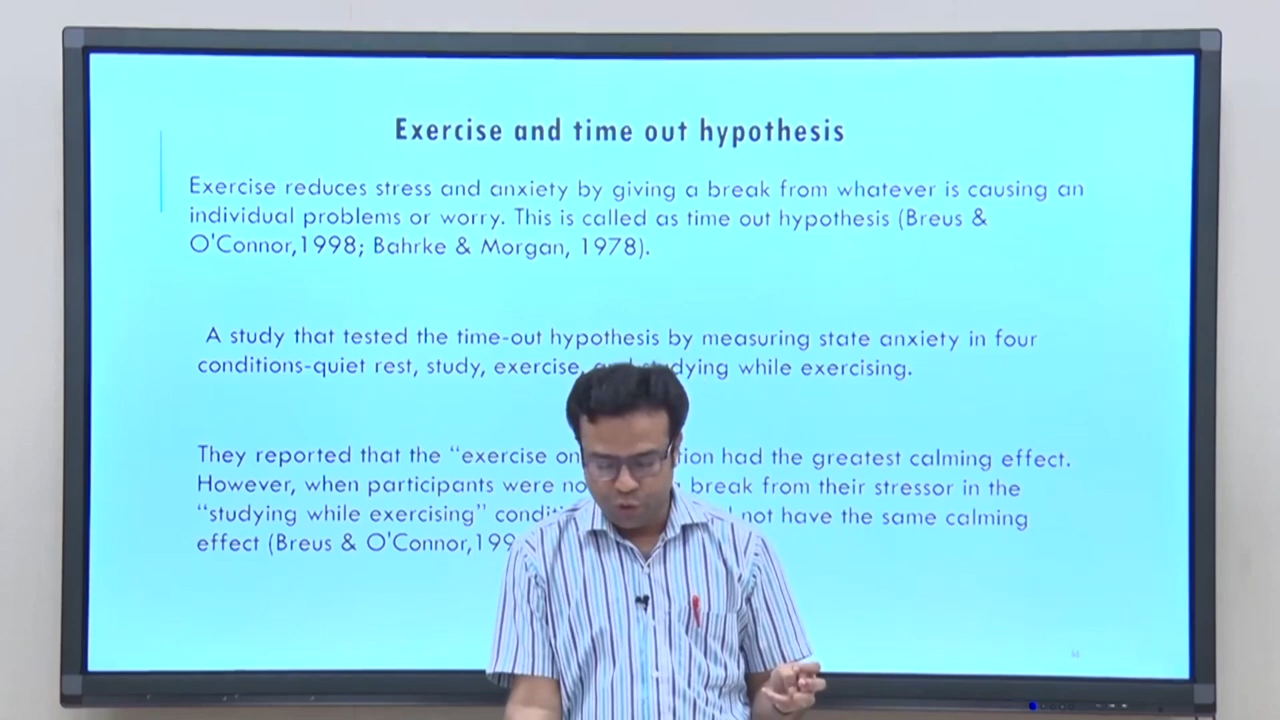 Exercise and time out hypothesis
Exercise reduces stress and anxiety by giving a break from whatever is causing an
individual problems or worry. This is called as time out hypothesis (Breus &
O'Connor,1998; Bahrke & Morgan, 1978).
A study that tested the time-out hypothesis by measuring state anxiety in four
conditions-quiet rest, study, exercise, while exercising.
They reported that the “exercise had the greatest calming effect.
However, when participants were break from their stressor in the
“studying while exercising” not have the same calming
effect (Breus & O'Connor,